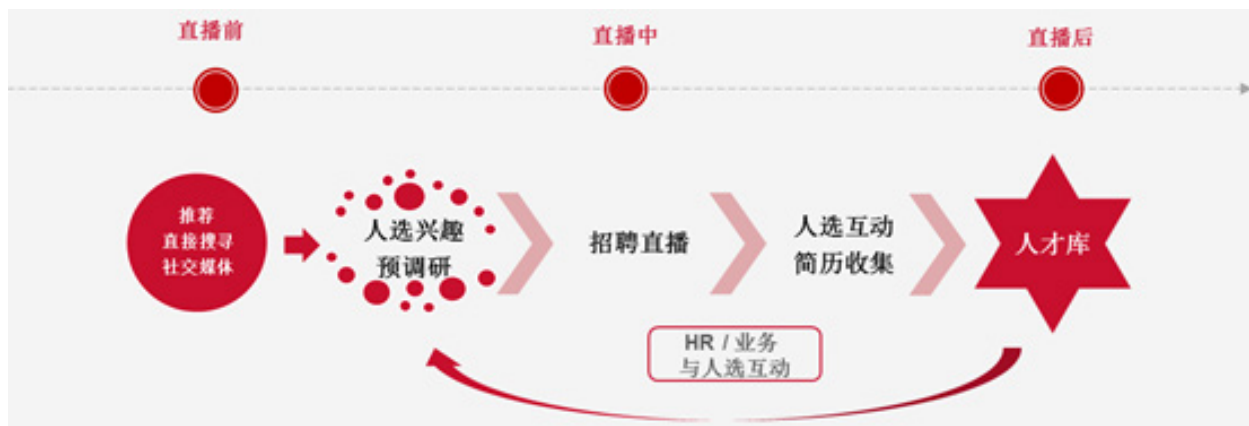 直播前
直播中
直播后
推荐
直接搜寻
社交媒体
人选兴趣
预调研
招聘直播
人选互动
简历收集
人才库
HR / 业务
与人选互动